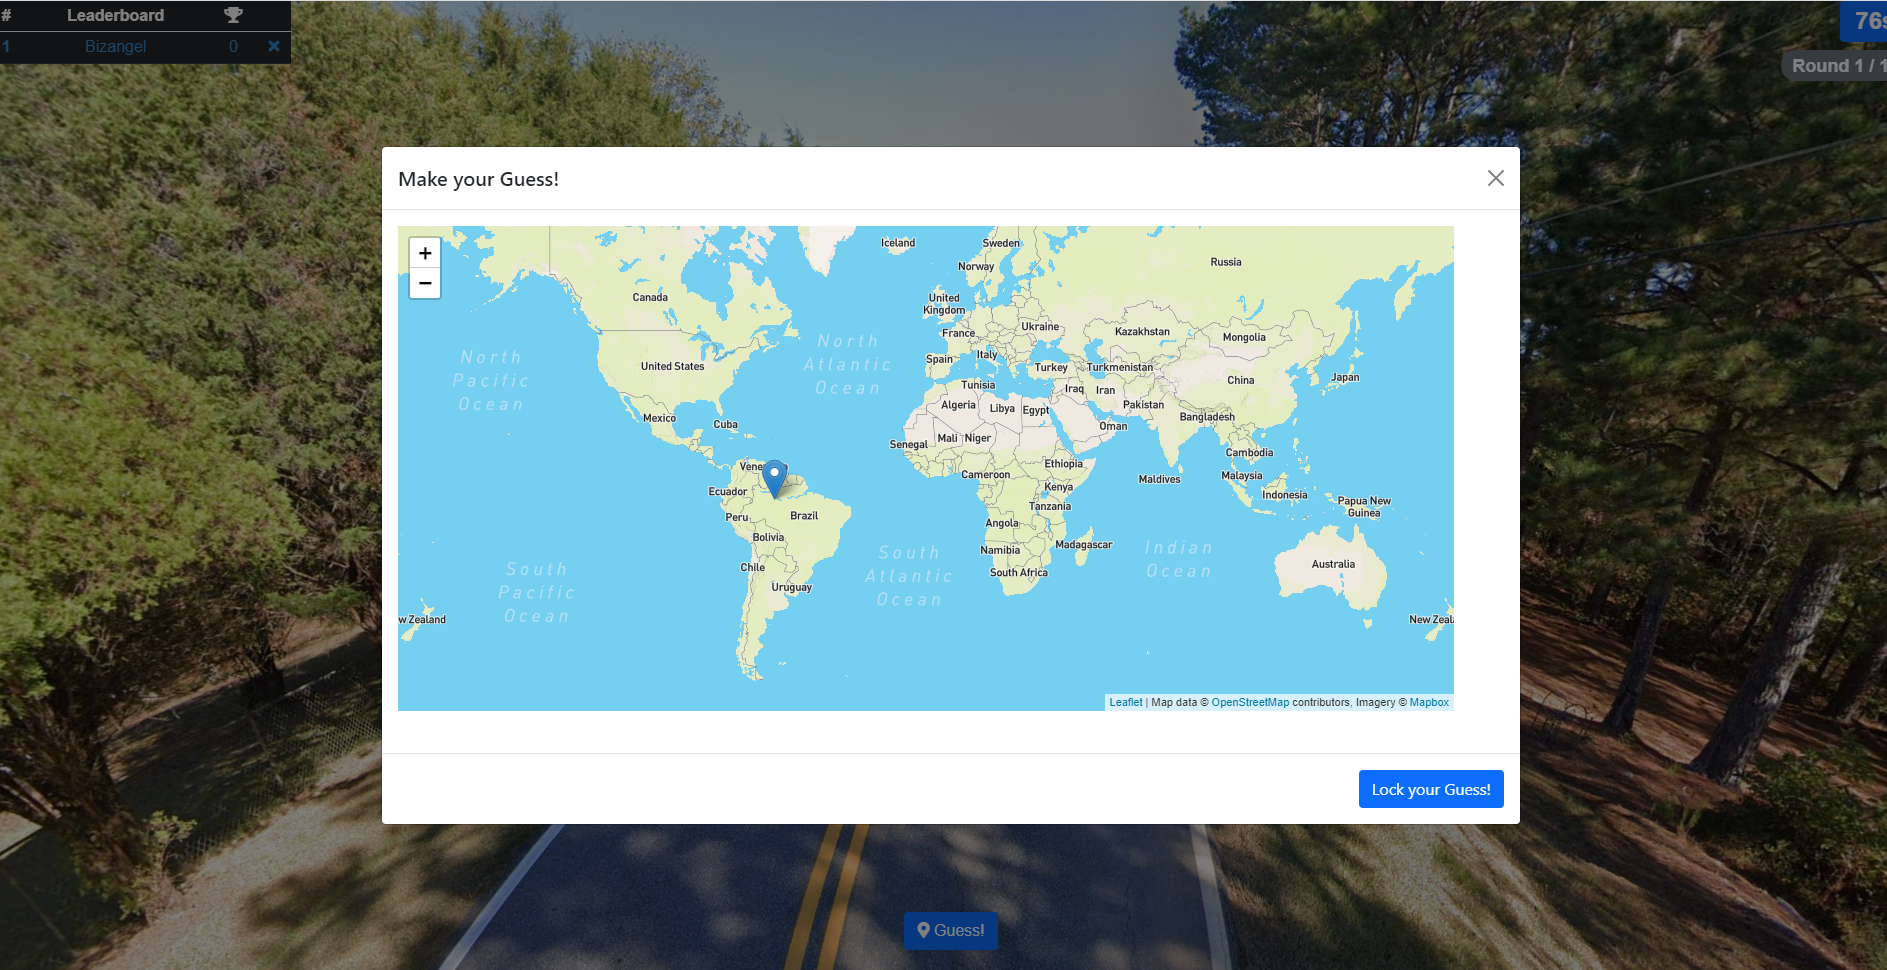 # Leaderboard
1 Bizangel 0
76s
Round 1 / 1
Make your Guess!
+
−
Iceland
Sweden
Norway
Russia
Canada
United
Kingdom
Ukraine
Kazakhstan
Mongolia
France
North
Pacific
Ocean
North
Atlantic
Ocean
United States
Spain
Italy
Turkey
Turkmenistan
China
Japan
Tunisia
Iraq
Iran
Algeria
Libya
Egypt
Pakistan
Bangladesh
Mexico
Cuba
Oman
Senegal
Mali
Niger
Cambodia
Cameroon
Ethiopia
Maldives
Malaysia
Ecuador
Kenya
Indonesia
Papua New
Guinea
Tanzania
Peru
Brazil
Angola
Bolivia
Namibia
Madagascar
South
Atlantic
Ocean
Indian
Ocean
Chile
South Africa
Australia
Uruguay
South
Pacific
Ocean
w Zealand
New Zeal
Leaflet | Map data © OpenStreetMap contributors, Imagery © Mapbox
Lock your Guess!
Guess!